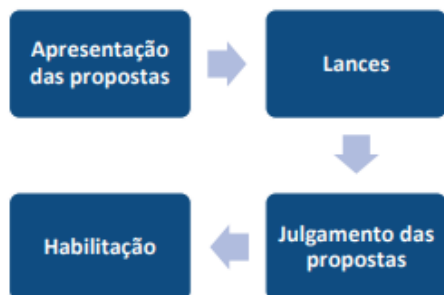 Apresentação
das propostas
Lances
Julgamento das
propostas
Habilitação